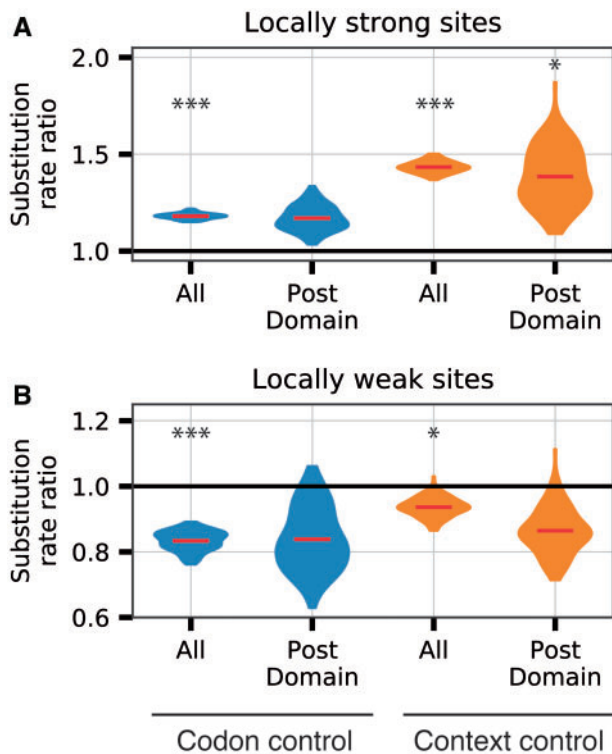 A
Locally strong sites
Substitution
rate ratio
2.0
1.5
1.0
***
***
*
All
Post
Domain
All
Post
Domain
B
Locally weak sites
Substitution
rate ratio
1.2
1.0
0.8
0.6
***
*
All
Post
Domain
All
Post
Domain
Codon control
Context control